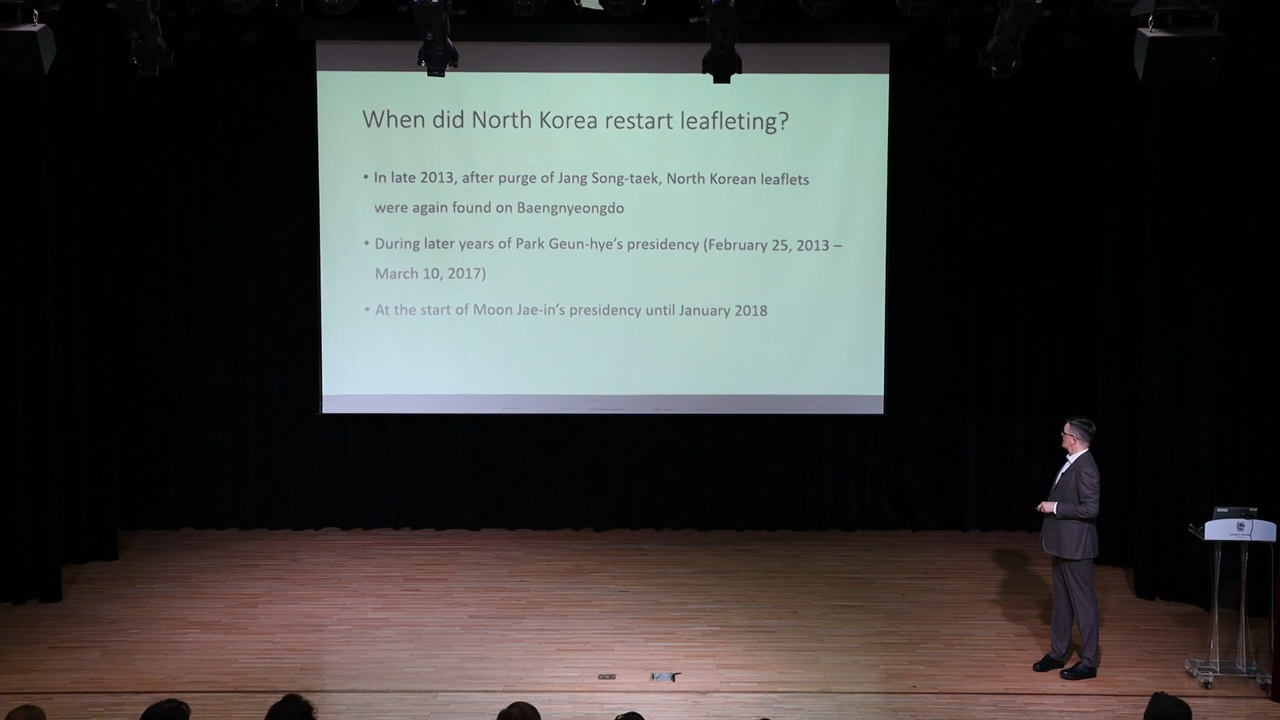 When did North Korea restart leafleting?
• In late 2013, after purge of Jang Song-taek, North Korean leaflets
were again found on Baengnyeongdo
• During later years of Park Geun-hye's presidency (February 25, 2013 –
March 10, 2017)
• At the start of Moon Jae-in's presidency until January 2018